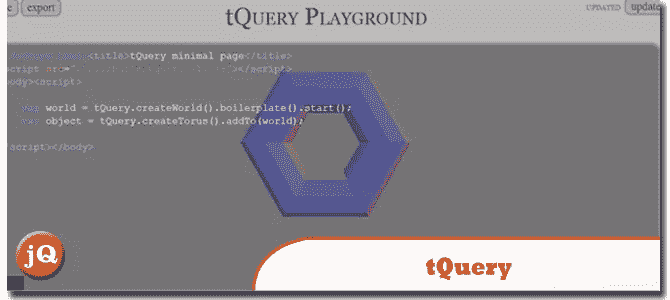 export
tQuery Playground
UPDATED
update
<title>tQuery minimal page</title>
script src="
"></script>
body><script>
var world = tQuery.createWorld().boilerplate().start();
var object = tQuery.createTorus().addTo(world);
script></body>
jQ
tQuery